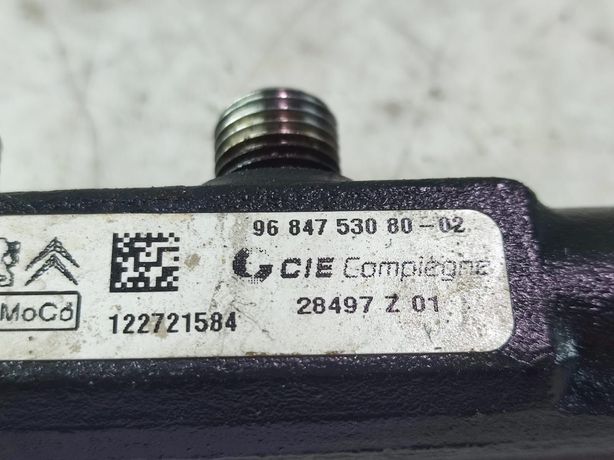 96 847 530 80-02
CIE Compiègne
28497 Z 01
MoCo
122721584